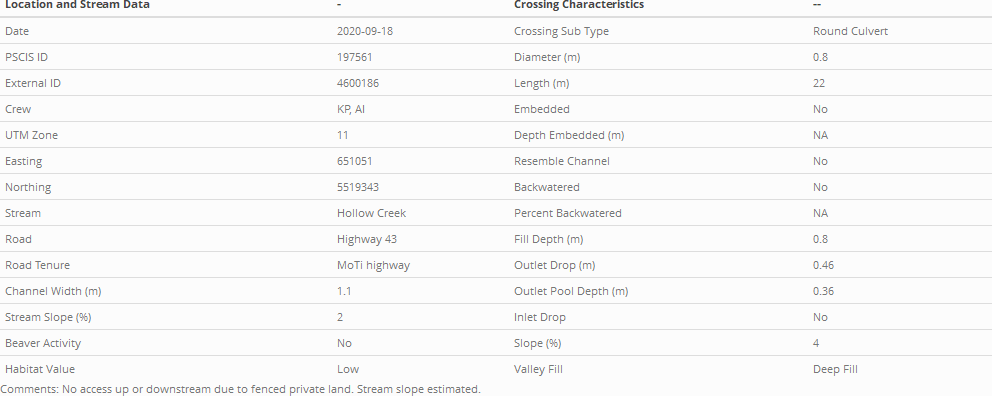 Location and Stream Data - Crossing Characteristics --
Date 2020-09-18 Crossing Sub Type Round Culvert
PSCIS ID 197561 Diameter (m) 0.8
External ID 4600186 Length (m) 22
Crew KP, AI Embedded No
UTM Zone 11 Depth Embedded (m) NA
Easting 651051 Resemble Channel No
Northing 5519343 Backwatered No
Stream Hollow Creek Percent Backwatered NA
Road Highway 43 Fill Depth (m) 0.8
Road Tenure MoTi highway Outlet Drop (m) 0.46
Channel Width (m) 1.1 Outlet Pool Depth (m) 0.36
Stream Slope (%) 2 Inlet Drop No
Beaver Activity No Slope (%) 4
Habitat Value Low Valley Fill Deep Fill
Comments: No access up or downstream due to fenced private land. Stream slope estimated.